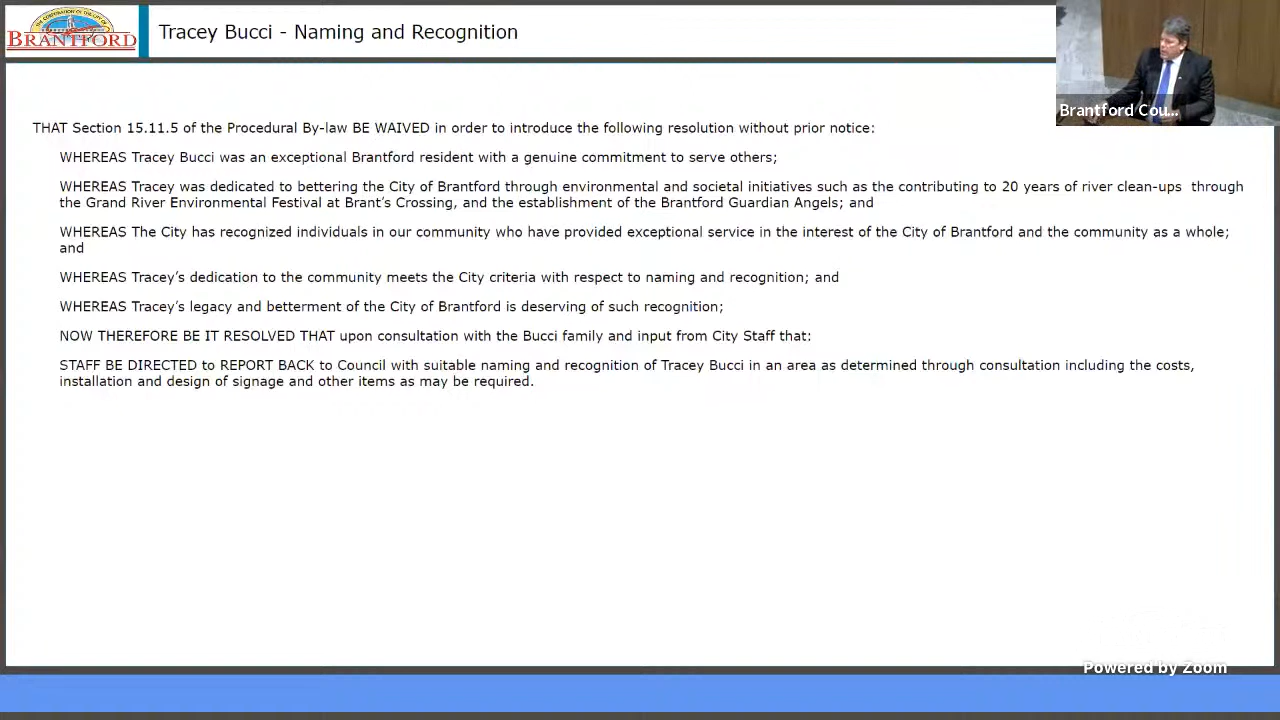 THE CORPORATION OF THE CITY OF
BRANTFORD
Tracey Bucci - Naming and Recognition
Brantford Cou...
THAT Section 15.11.5 of the Procedural By-law BE WAIVED in order to introduce the following resolution without prior notice:
WHEREAS Tracey Bucci was an exceptional Brantford resident with a genuine commitment to serve others;
WHEREAS Tracey was dedicated to bettering the City of Brantford through environmental and societal initiatives such as the contributing to 20 years of river clean-ups through
the Grand River Environmental Festival at Brant's Crossing, and the establishment of the Brantford Guardian Angels; and
WHEREAS The City has recognized individuals in our community who have provided exceptional service in the interest of the City of Brantford and the community as a whole;
and
WHEREAS Tracey's dedication to the community meets the City criteria with respect to naming and recognition; and
WHEREAS Tracey's legacy and betterment of the City of Brantford is deserving of such recognition;
NOW THEREFORE BE IT RESOLVED THAT upon consultation with the Bucci family and input from City Staff that:
STAFF BE DIRECTED to REPORT BACK to Council with suitable naming and recognition of Tracey Bucci in an area as determined through consultation including the costs,
installation and design of signage and other items as may be required.
Powered by Zoom